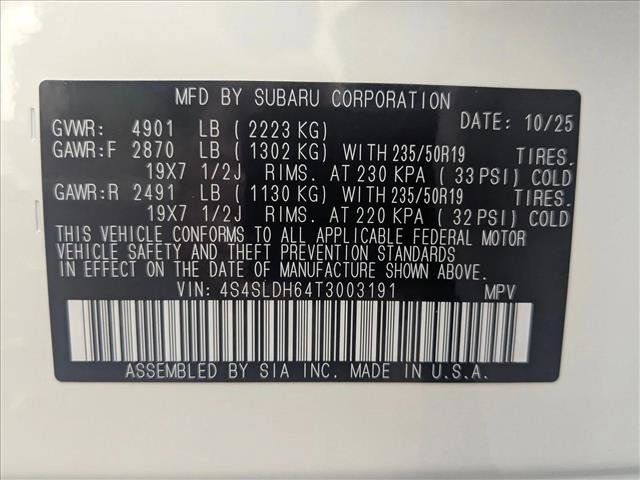 MFD BY SUBARU CORPORATION
DATE: 10/25
GVWR: 4901 LB (2223 KG)
GAWR:F 2870 LB (1302 KG) WITH 235/50R19 TIRES.
19X7 1/2J RIMS. AT 230 KPA (33 PSI) COLD
GAWR:R 2491 LB (1130 KG) WITH 235/50R19 TIRES.
19X7 1/2J RIMS. AT 220 KPA (32 PSI) COLD
THIS VEHICLE CONFORMS TO ALL APPLICABLE FEDERAL MOTOR
VEHICLE SAFETY AND THEFT PREVENTION STANDARDS
IN EFFECT ON THE DATE OF MANUFACTURE SHOWN ABOVE.
VIN: 4S4SLDH64T3003191 MPV
ASSEMBLED BY SIA INC. MADE IN U.S.A.